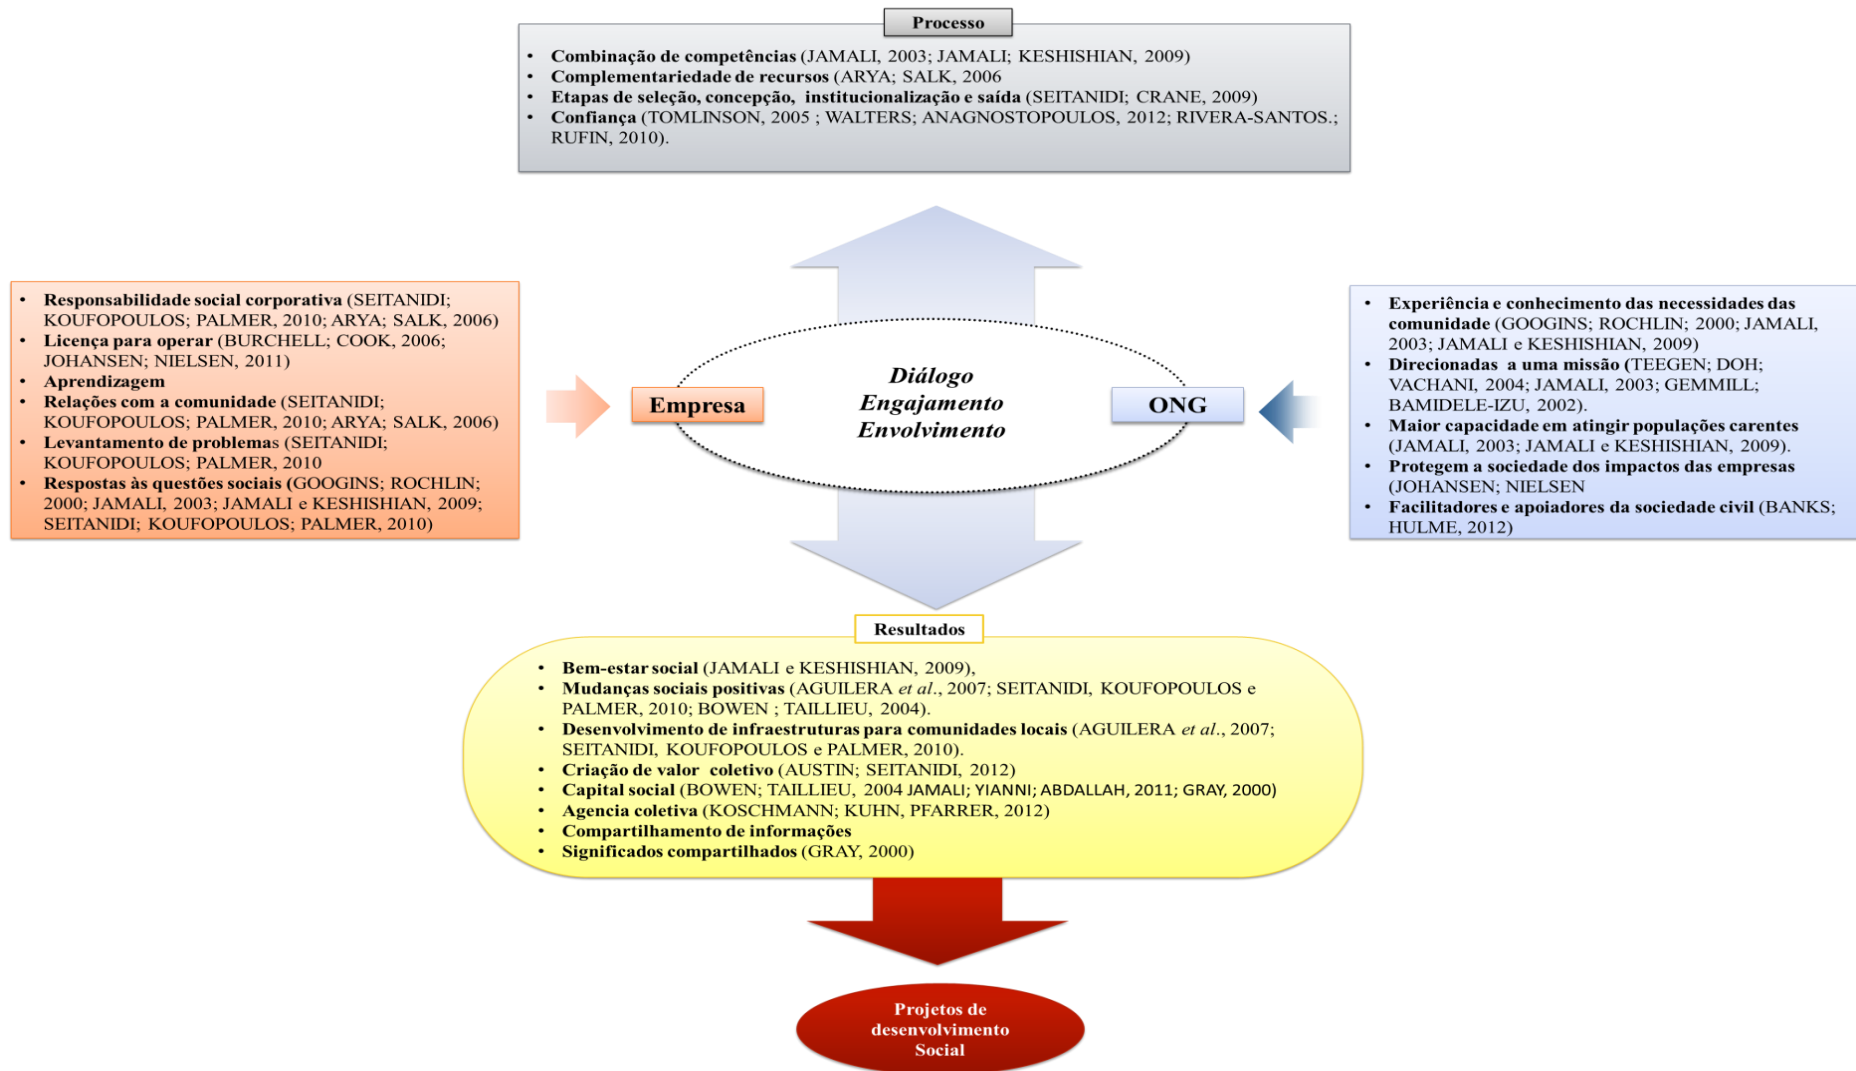 Processo
• Combinação de competências (JAMALI, 2003; JAMALI; KESHISHIAN, 2009)
• Complementariedade de recursos (ARYA; SALK, 2006
• Etapas de seleção, concepção, institucionalização e saída (SEITANIDI; CRANE, 2009)
• Confiança (TOMLINSON, 2005 ; WALTERS; ANAGNOSTOPOULOS, 2012; RIVERA-SANTOS.;
RUFIN, 2010).
• Responsabilidade social corporativa (SEITANIDI;
KOUFOPOULOS; PALMER, 2010; ARYA; SALK, 2006)
• Licença para operar (BURCHELL; COOK, 2006;
JOHANSEN; NIELSEN, 2011)
• Aprendizagem
• Relações com a comunidade (SEITANIDI;
KOUFOPOULOS; PALMER, 2010; ARYA; SALK, 2006)
• Levantamento de problemas (SEITANIDI;
KOUFOPOULOS; PALMER, 2010
• Respostas às questões sociais (GOOGINS; ROCHLIN;
2000; JAMALI, 2003; JAMALI e KESHISHIAN, 2009;
SEITANIDI; KOUFOPOULOS; PALMER, 2010)
Empresa
Diálogo
Engajamento
Envolvimento
ONG
• Experiência e conhecimento das necessidades das
comunidade (GOOGINS; ROCHLIN; 2000; JAMALI,
2003; JAMALI e KESHISHIAN, 2009)
• Direcionadas a uma missão (TEEGEN; DOH;
VACHANI, 2004; JAMALI, 2003; GEMMILL;
BAMIDELE-IZU, 2002).
• Maior capacidade em atingir populações carentes
(JAMALI, 2003; JAMALI e KESHISHIAN, 2009).
• Protegem a sociedade dos impactos das empresas
(JOHANSEN; NIELSEN
• Facilitadores e apoiadores da sociedade civil (BANKS;
HULME, 2012)
Resultados
• Bem-estar social (JAMALI e KESHISHIAN, 2009),
• Mudanças sociais positivas (AGUILERA et al., 2007; SEITANIDI, KOUFOPOULOS e
PALMER, 2010; BOWEN ; TAILLIEU, 2004).
• Desenvolvimento de infraestruturas para comunidades locais (AGUILERA et al., 2007;
SEITANIDI, KOUFOPOULOS e PALMER, 2010).
• Criação de valor coletivo (AUSTIN; SEITANIDI, 2012)
• Capital social (BOWEN; TAILLIEU, 2004 JAMALI; YIANNI; ABDALLAH, 2011; GRAY, 2000)
• Agencia coletiva (KOSCHMANN; KUHN, PFARRER, 2012)
• Compartilhamento de informações
• Significados compartilhados (GRAY, 2000)
Projetos de
desenvolvimento
Social